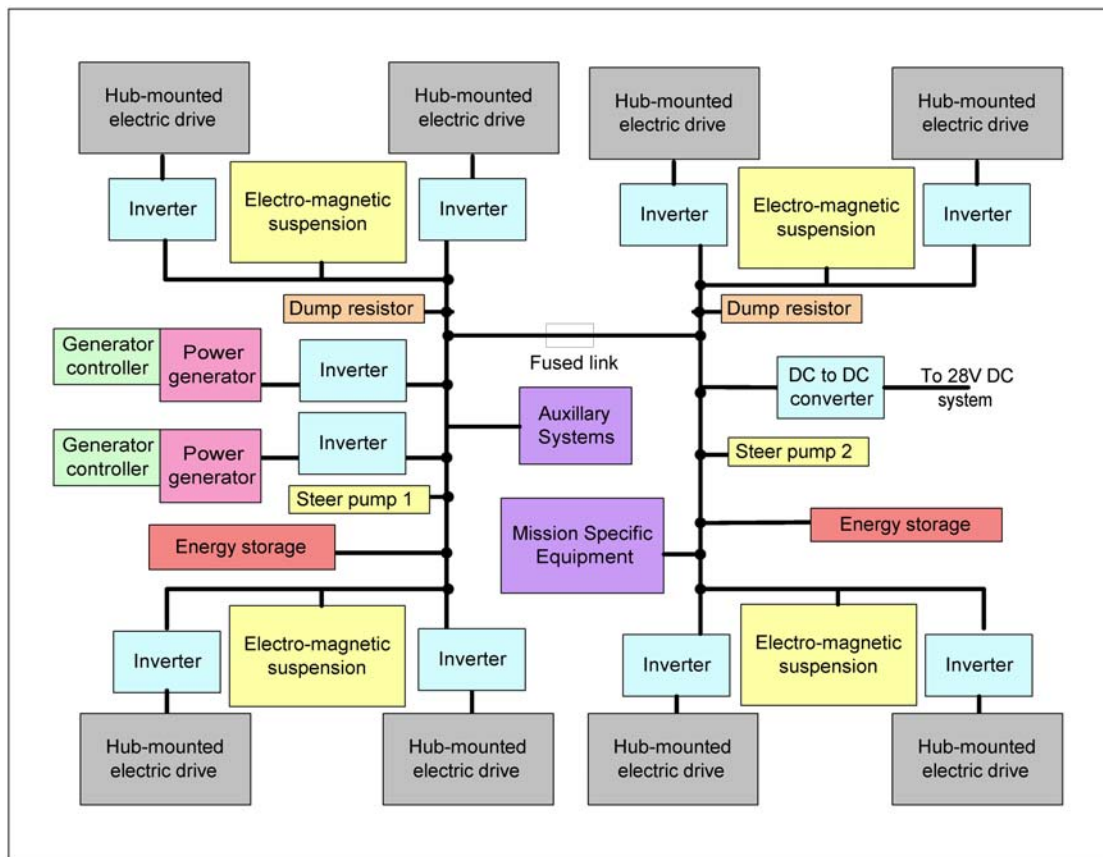 Hub-mounted
electric drive
Hub-mounted
electric drive
Hub-mounted
electric drive
Hub-mounted
electric drive
Inverter
Electro-magnetic
suspension
Inverter
Inverter
Electro-magnetic
suspension
Inverter
Dump resistor
Dump resistor
Generator
controller
Power
generator
Inverter
Fused link
DC to DC
converter
To 28V DC
system
Auxillary
Systems
Generator
controller
Power
generator
Inverter
Steer pump 2
Steer pump 1
Energy storage
Mission Specific
Equipment
Energy storage
Inverter
Electro-magnetic
suspension
Inverter
Inverter
Electro-magnetic
suspension
Inverter
Hub-mounted
electric drive
Hub-mounted
electric drive
Hub-mounted
electric drive
Hub-mounted
electric drive